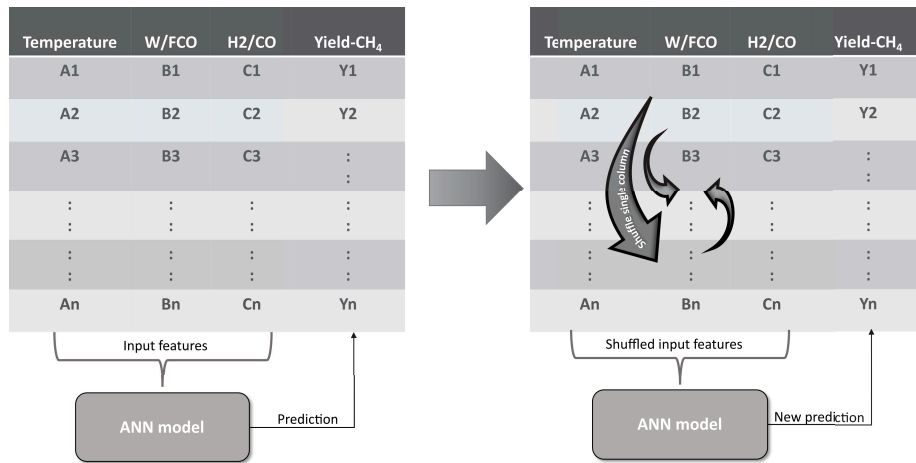 Temperature W/FCO H2/CO Yield-CH₄
A1 B1 C1 Y1
A2 B2 C2 Y2
A3 B3 C3 :
:
: : : :
: : : :
: : : :
: : : :
An Bn Cn Yn
Input features
ANN model
Prediction
Temperature W/FCO H2/CO Yield-CH₄
A1 B1 C1 Y1
A2 B2 C2 Y2
A3 B3 C3 :
:
Shuffle single column
: : : :
: : : :
: : : :
: : : :
An Bn Cn Yn
Shuffled input features
ANN model
New prediction